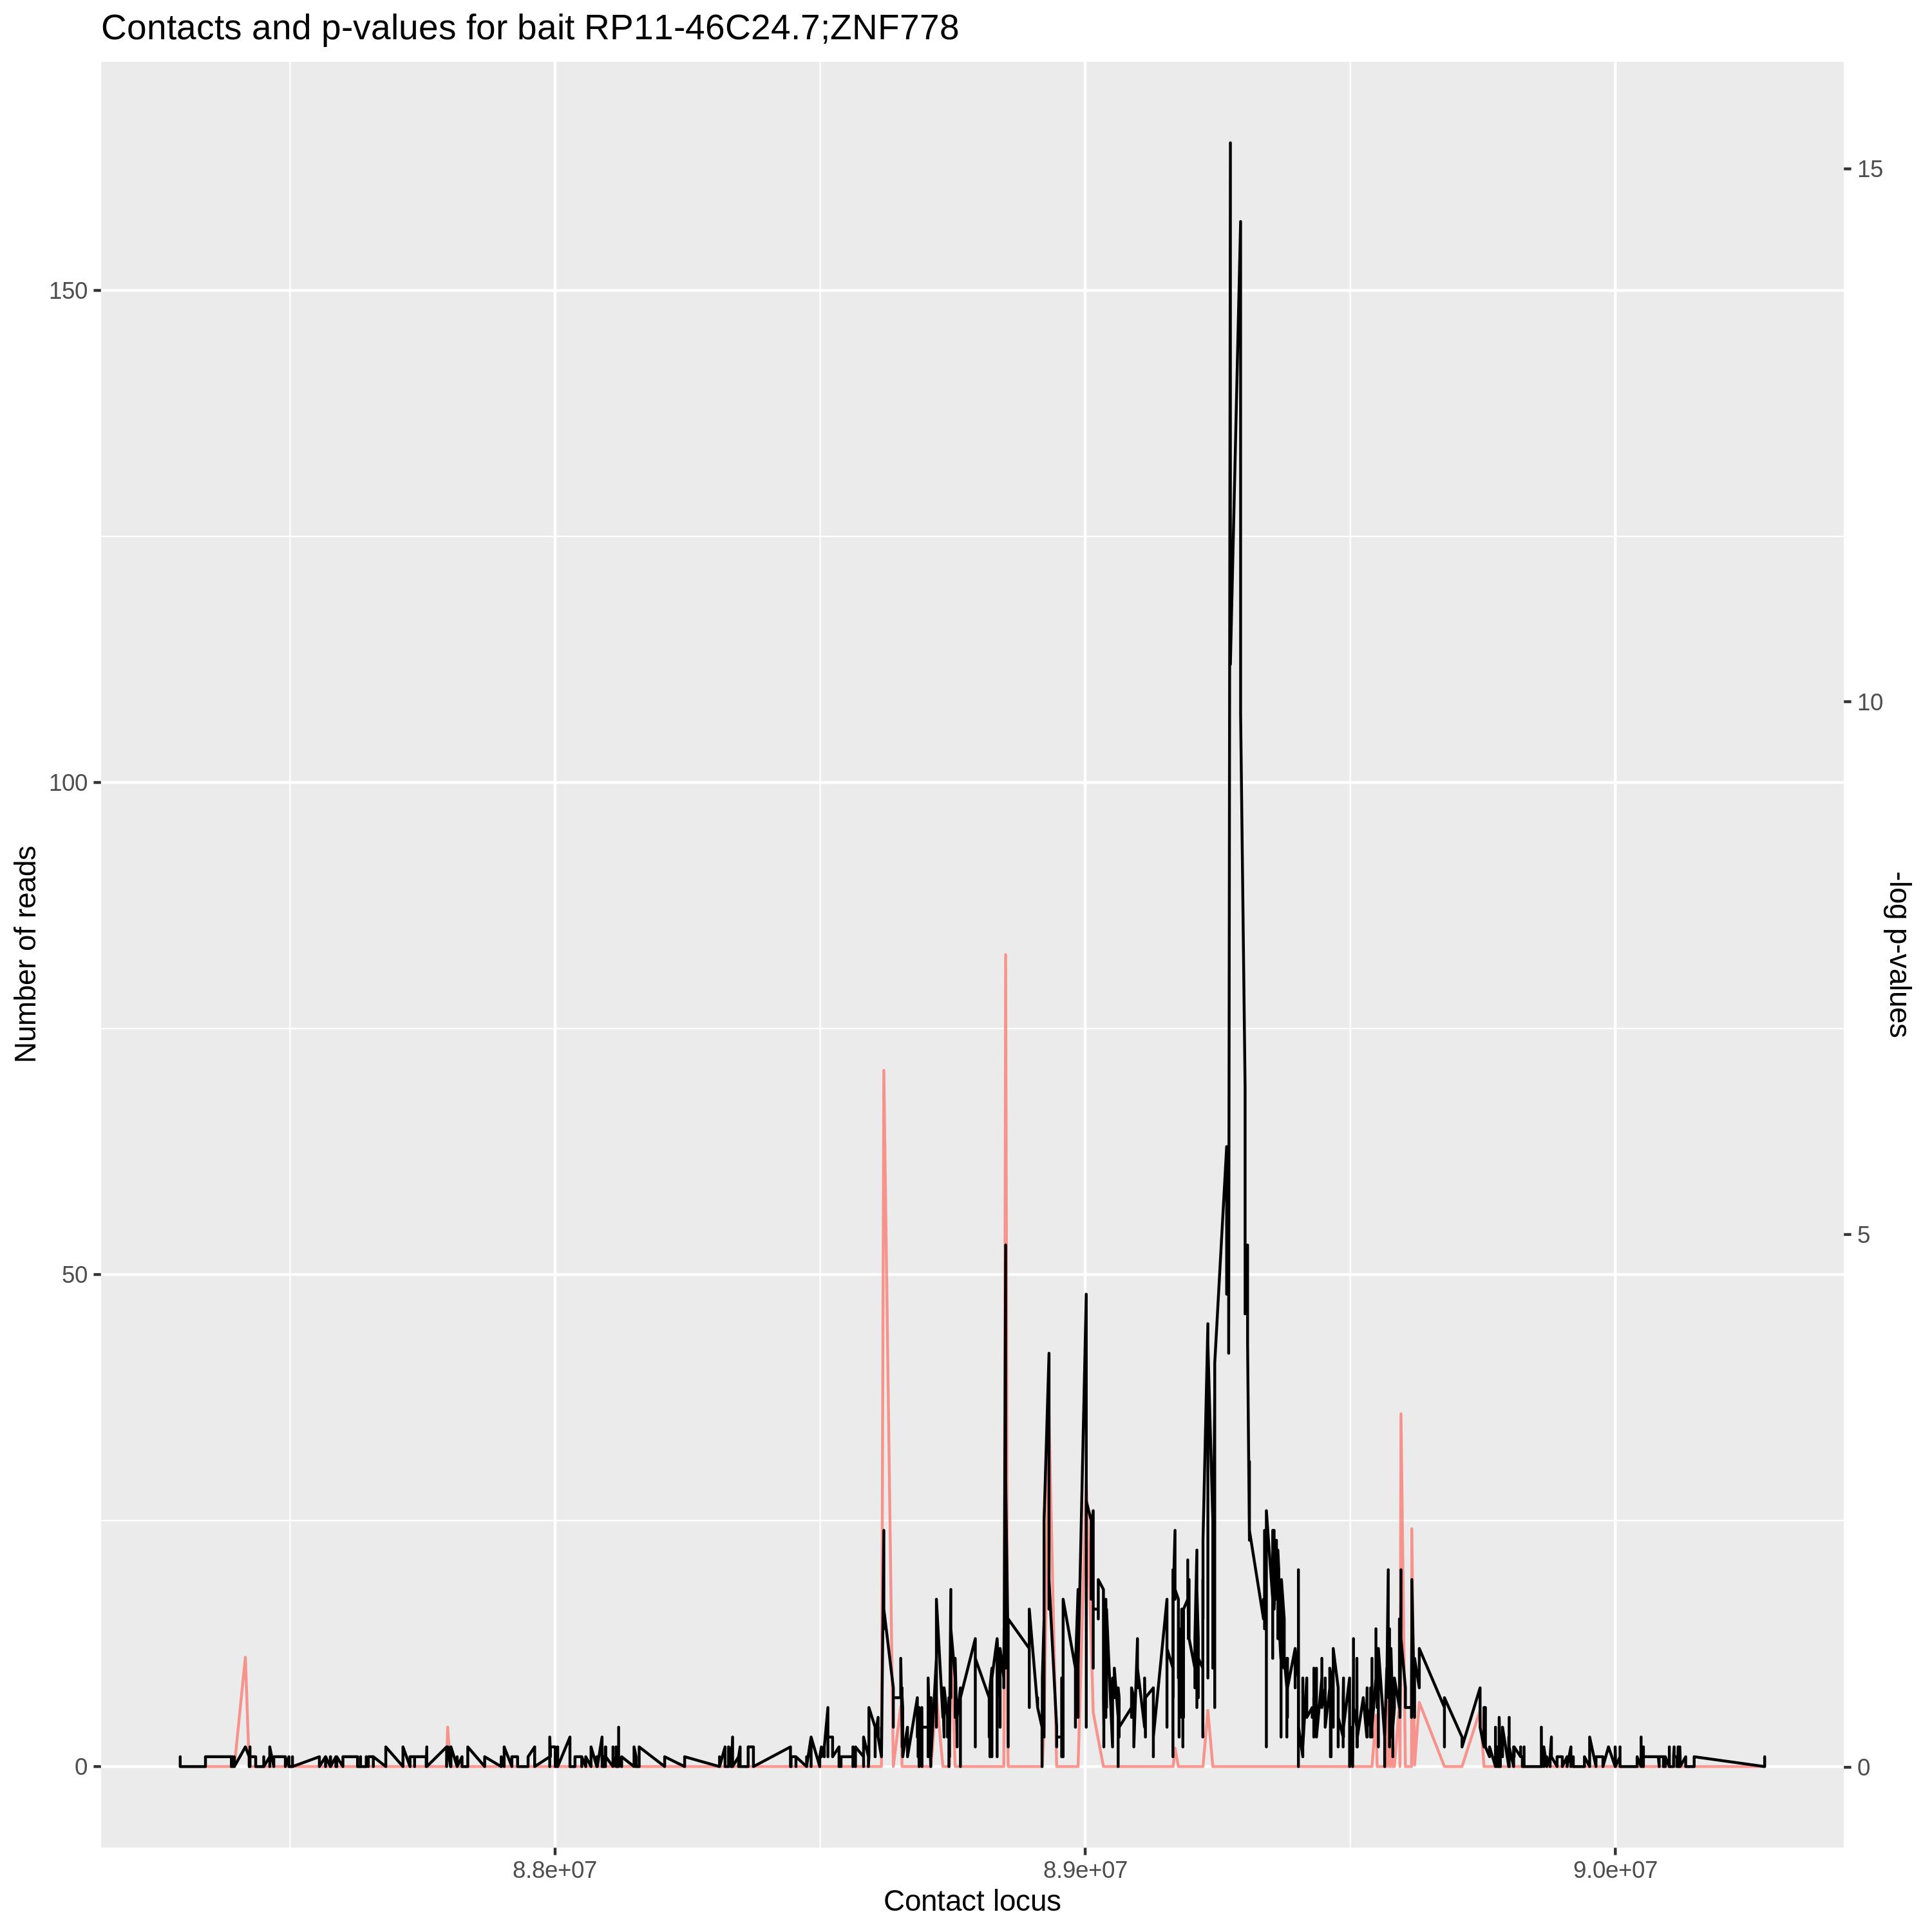 Contacts and p-values for bait RP11-46C24.7;ZNF778
150
100
50
0
Number of reads
15
10
5
0
-log p-values
8.8e+07
8.9e+07
9.0e+07
Contact locus